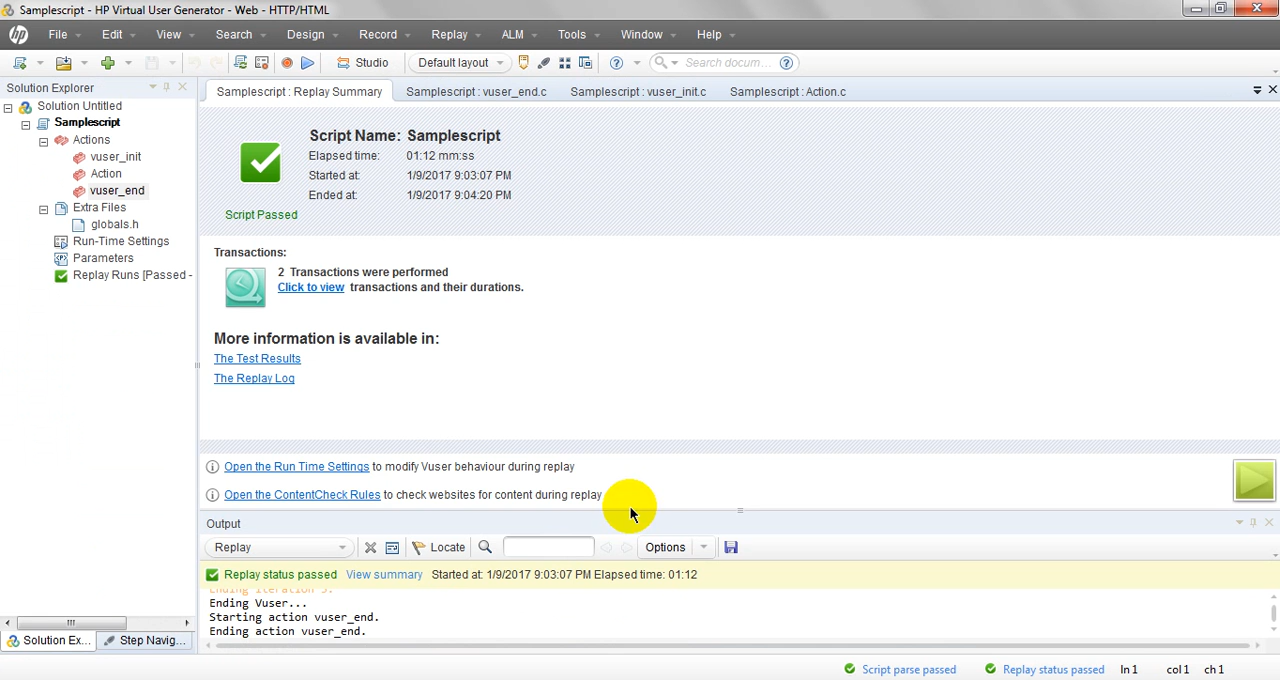 Samplescript - HP Virtual User Generator - Web - HTTP/HTML
hp File Edit View Search Design Record Replay ALM Tools Window Help
Studio Default layout Search docum...
Solution Explorer
Samplescript : Replay Summary Samplescript : vuser_end.c Samplescript : vuser_init.c Samplescript : Action.c
Solution Untitled
Samplescript
Actions
vuser_init
Action
vuser_end
Extra Files
globals.h
Run-Time Settings
Parameters
Replay Runs [Passed -
Script Name: Samplescript
Elapsed time: 01:12 mm:ss
Started at: 1/9/2017 9:03:07 PM
Ended at: 1/9/2017 9:04:20 PM
Script Passed
Transactions:
2 Transactions were performed
Click to view transactions and their durations.
More information is available in:
The Test Results
The Replay Log
Open the Run Time Settings to modify Vuser behaviour during replay
Open the ContentCheck Rules to check websites for content during replay
Output
Replay Locate Options
Replay status passed View summary Started at: 1/9/2017 9:03:07 PM Elapsed time: 01:12
Ending Vuser...
Starting action vuser_end.
Ending action vuser_end.
Solution Ex... Step Navig...
Script parse passed Replay status passed ln1 col1 ch1